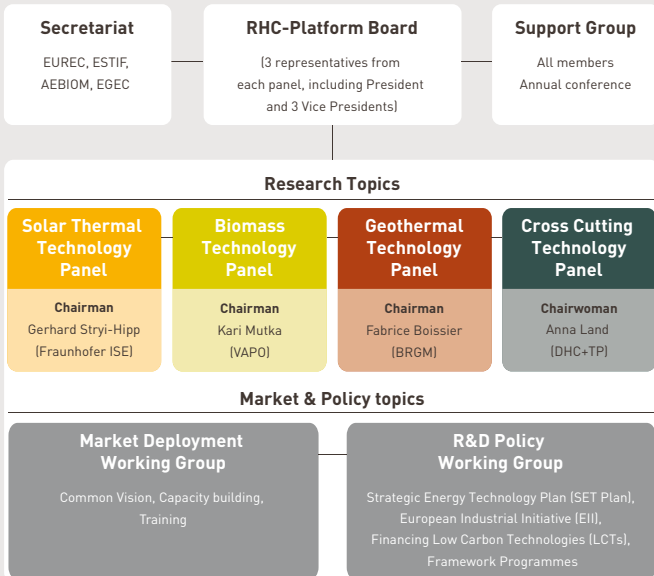 Secretariat
EUREC, ESTIF,
AEBIOM, EGEC
RHC-Platform Board
(3 representatives from
each panel, including President
and 3 Vice Presidents)
Support Group
All members
Annual conference
Research Topics
Solar Thermal
Technology
Panel
Chairman
Gerhard Stryi-Hipp
(Fraunhofer ISE)
Biomass
Technology
Panel
Chairman
Kari Mutka
(VAPO)
Geothermal
Technology
Panel
Chairman
Fabrice Boissier
(BRGM)
Cross Cutting
Technology
Panel
Chairwoman
Anna Land
(DHC+TP)
Market & Policy topics
Market Deployment
Working Group
Common Vision, Capacity building,
Training
R&D Policy
Working Group
Strategic Energy Technology Plan (SET Plan),
European Industrial Initiative (EII),
Financing Low Carbon Technologies (LCTs),
Framework Programmes